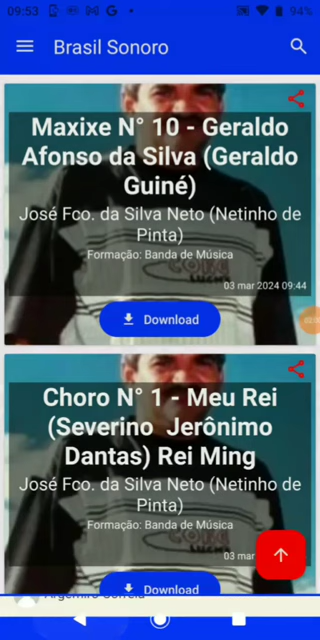 09:53
94%
Brasil Sonoro
Maxixe N° 10 - Geraldo
Afonso da Silva (Geraldo
Guiné)
José Fco. da Silva Neto (Netinho de
Pinta)
Formação: Banda de Música
03 mar 2024 09:44
Download
Choro N° 1 - Meu Rei
(Severino Jerônimo
Dantas) Rei Ming
José Fco. da Silva Neto (Netinho de
Pinta)
Formação: Banda de Música
03 mar
Download
Argemiro Correia